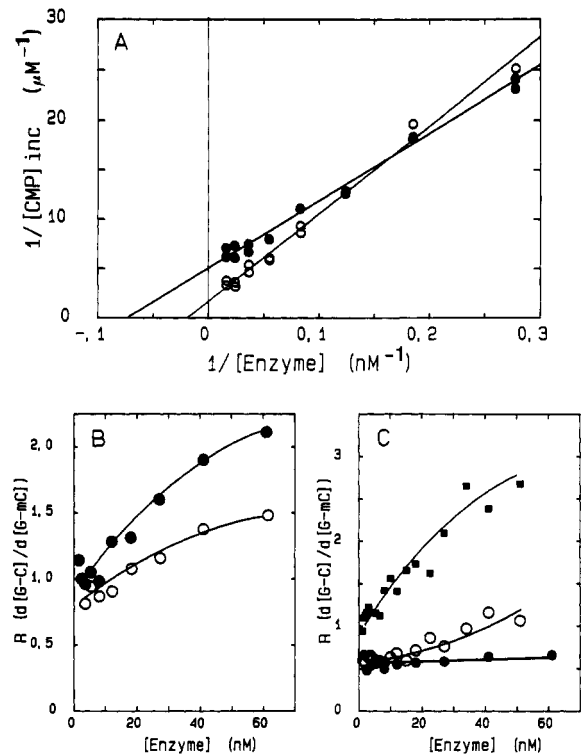 A
30
20
10
0
1/[CMP] inc (µM⁻¹)
-.1 0 0,1 0,2 0,3
1/[Enzyme] (nM⁻¹)
B
2,0
1,5
1,0
0,5
0
R (d[G-C]/d[G-mC])
0 20 40 60
[Enzyme] (nM)
C
3
2
1
0
R (d[G-C]/d[G-mC])
0 20 40 60
[Enzyme] (nM)